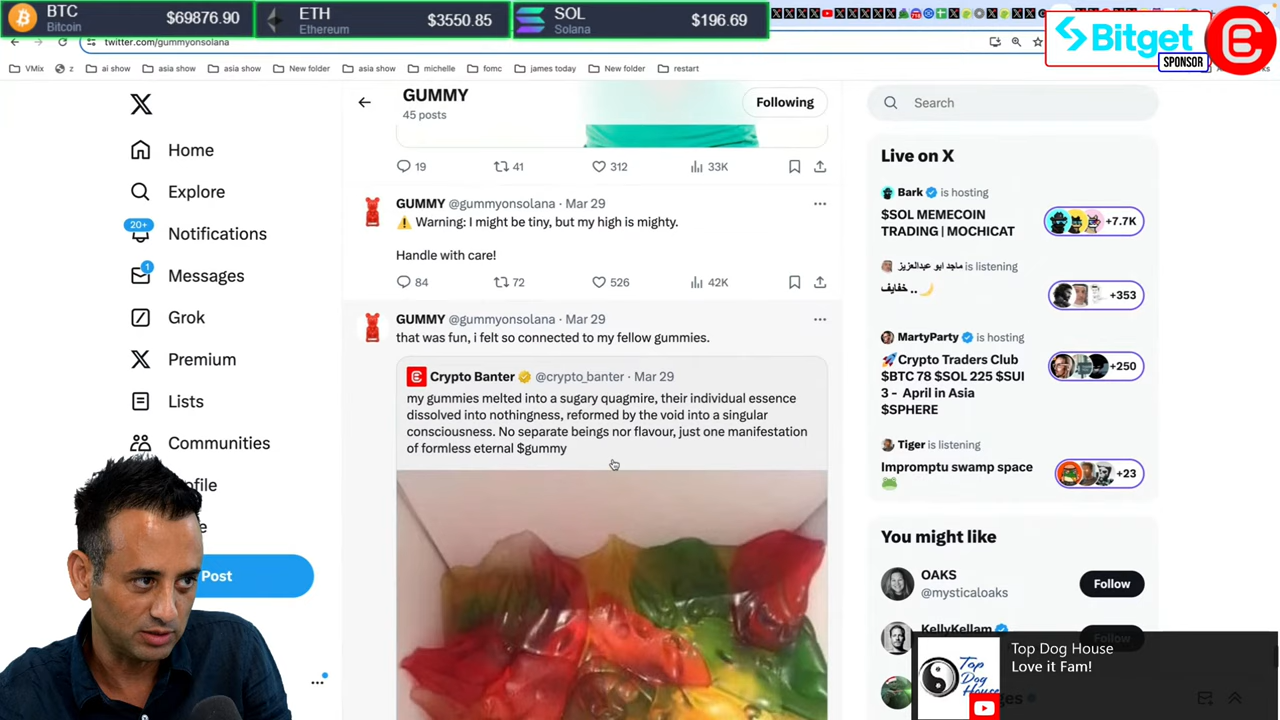 BTC
Bitcoin
$69876.90
ETH
Ethereum
$3550.85
SOL
Solana
$196.69
Bitget
SPONSOR
twitter.com/gummyonsolana
VMix
z
ai show
asia show
asia show
New folder
asia show
michelle
fomc
james today
New folder
restart
Home
Explore
20+
Notifications
1
Messages
Grok
Premium
Lists
Communities
ofile
Post
GUMMY
45 posts
Following
19
41
312
33K
GUMMY @gummyonsolana · Mar 29
⚠️ Warning: I might be tiny, but my high is mighty.
Handle with care!
84
72
526
42K
GUMMY @gummyonsolana · Mar 29
that was fun, i felt so connected to my fellow gummies.
Crypto Banter @crypto_banter · Mar 29
my gummies melted into a sugary quagmire, their individual essence
dissolved into nothingness, reformed by the void into a singular
consciousness. No separate beings nor flavour, just one manifestation
of formless eternal $gummy
Search
Live on X
Bark is hosting
$SOL MEMECOIN
TRADING | MOCHICAT
+7.7K
ماجد ابو عبدالعزيز is listening
خفايف ..🌙
+353
MartyParty is hosting
🚀Crypto Traders Club
$BTC 78 $SOL 225 $SUI
3 - April in Asia
$SPHERE
+250
Tiger is listening
Impromptu swamp space
🐸
+23
You might like
OAKS
@mysticaloaks
Follow
KellyKellam
Follow
Top Dog House
Love it Fam!
Top
Dog
House